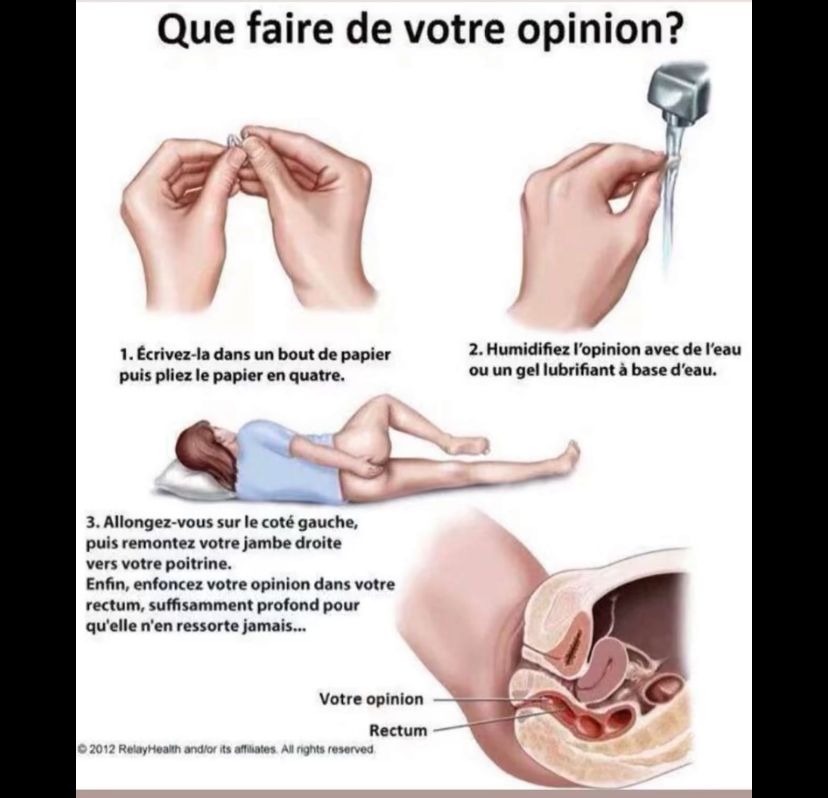 Que faire de votre opinion?
1. Écrivez-la dans un bout de papier
puis pliez le papier en quatre.
2. Humidifiez l'opinion avec de l'eau
ou un gel lubrifiant à base d'eau.
3. Allongez-vous sur le coté gauche,
puis remontez votre jambe droite
vers votre poitrine.
Enfin, enfoncez votre opinion dans votre
rectum, suffisamment profond pour
qu'elle n'en ressorte jamais...
Votre opinion
Rectum
© 2012 RelayHealth and/or its affiliates. All rights reserved.